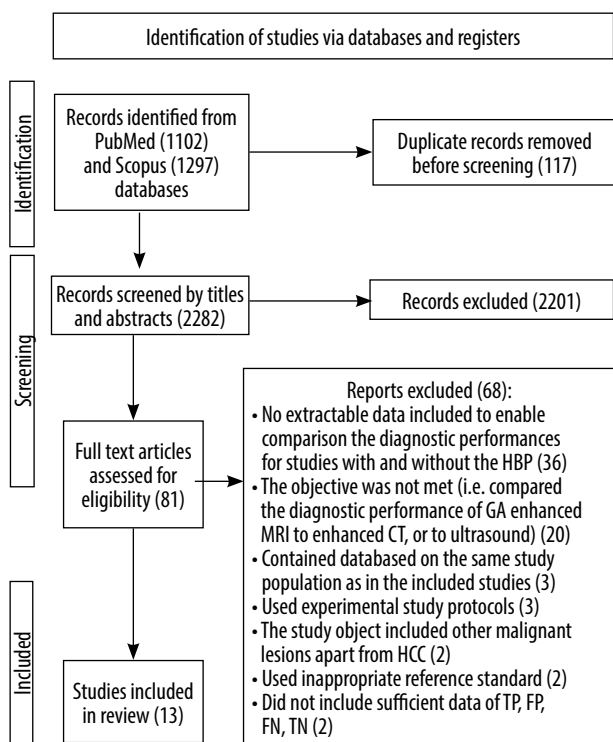 Identification of studies via databases and registers
Identification
Records identified from
PubMed (1102)
and Scopus (1297)
databases
Duplicate records removed
before screening (117)
Screening
Records screened by titles
and abstracts (2282)
Records excluded (2201)
Full text articles
assessed for
eligibility (81)
Reports excluded (68):
• No extractable data included to enable
comparison the diagnostic performances
for studies with and without the HBP (36)
• The objective was not met (i.e. compared
the diagnostic performance of GA enhanced
MRI to enhanced CT, or to ultrasound) (20)
• Contained databased on the same study
population as in the included studies (3)
• Used experimental study protocols (3)
• The study object included other malignant
lesions apart from HCC (2)
• Used inappropriate reference standard (2)
• Did not include sufficient data of TP, FP,
FN, TN (2)
Included
Studies included
in review (13)